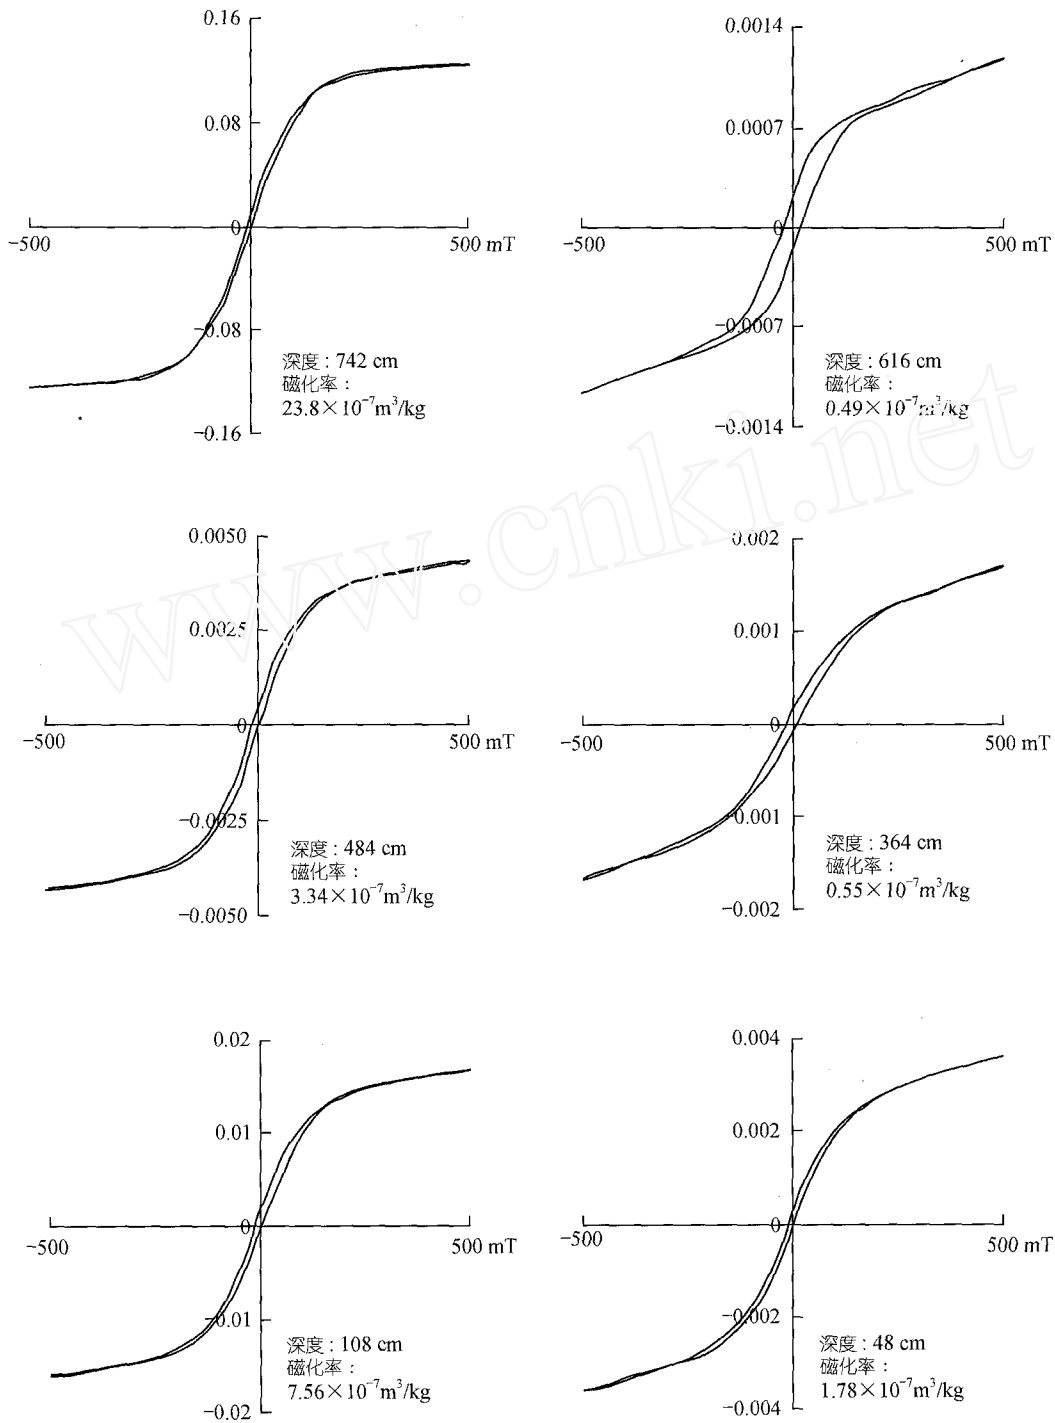 0.16
0.08
0
-500
500 mT
-0.08
深度: 742 cm
磁化率:
23.8×10⁻⁷m³/kg
-0.16
0.0014
0.0007
0
-500
500 mT
-0.0007
深度: 616 cm
磁化率:
0.49×10⁻⁷m³/kg
-0.0014
www.cnki.net
0.0050
0.0025
0
-500
500 mT
-0.0025
深度: 484 cm
磁化率:
3.34×10⁻⁷m³/kg
-0.0050
0.002
0.001
0
-500
500 mT
-0.001
深度: 364 cm
磁化率:
0.55×10⁻⁷m³/kg
-0.002
0.02
0.01
0
-500
500 mT
-0.01
深度: 108 cm
磁化率:
7.56×10⁻⁷m³/kg
-0.02
0.004
0.002
0
-500
500 mT
-0.002
深度: 48 cm
磁化率:
1.78×10⁻⁷m³/kg
-0.004